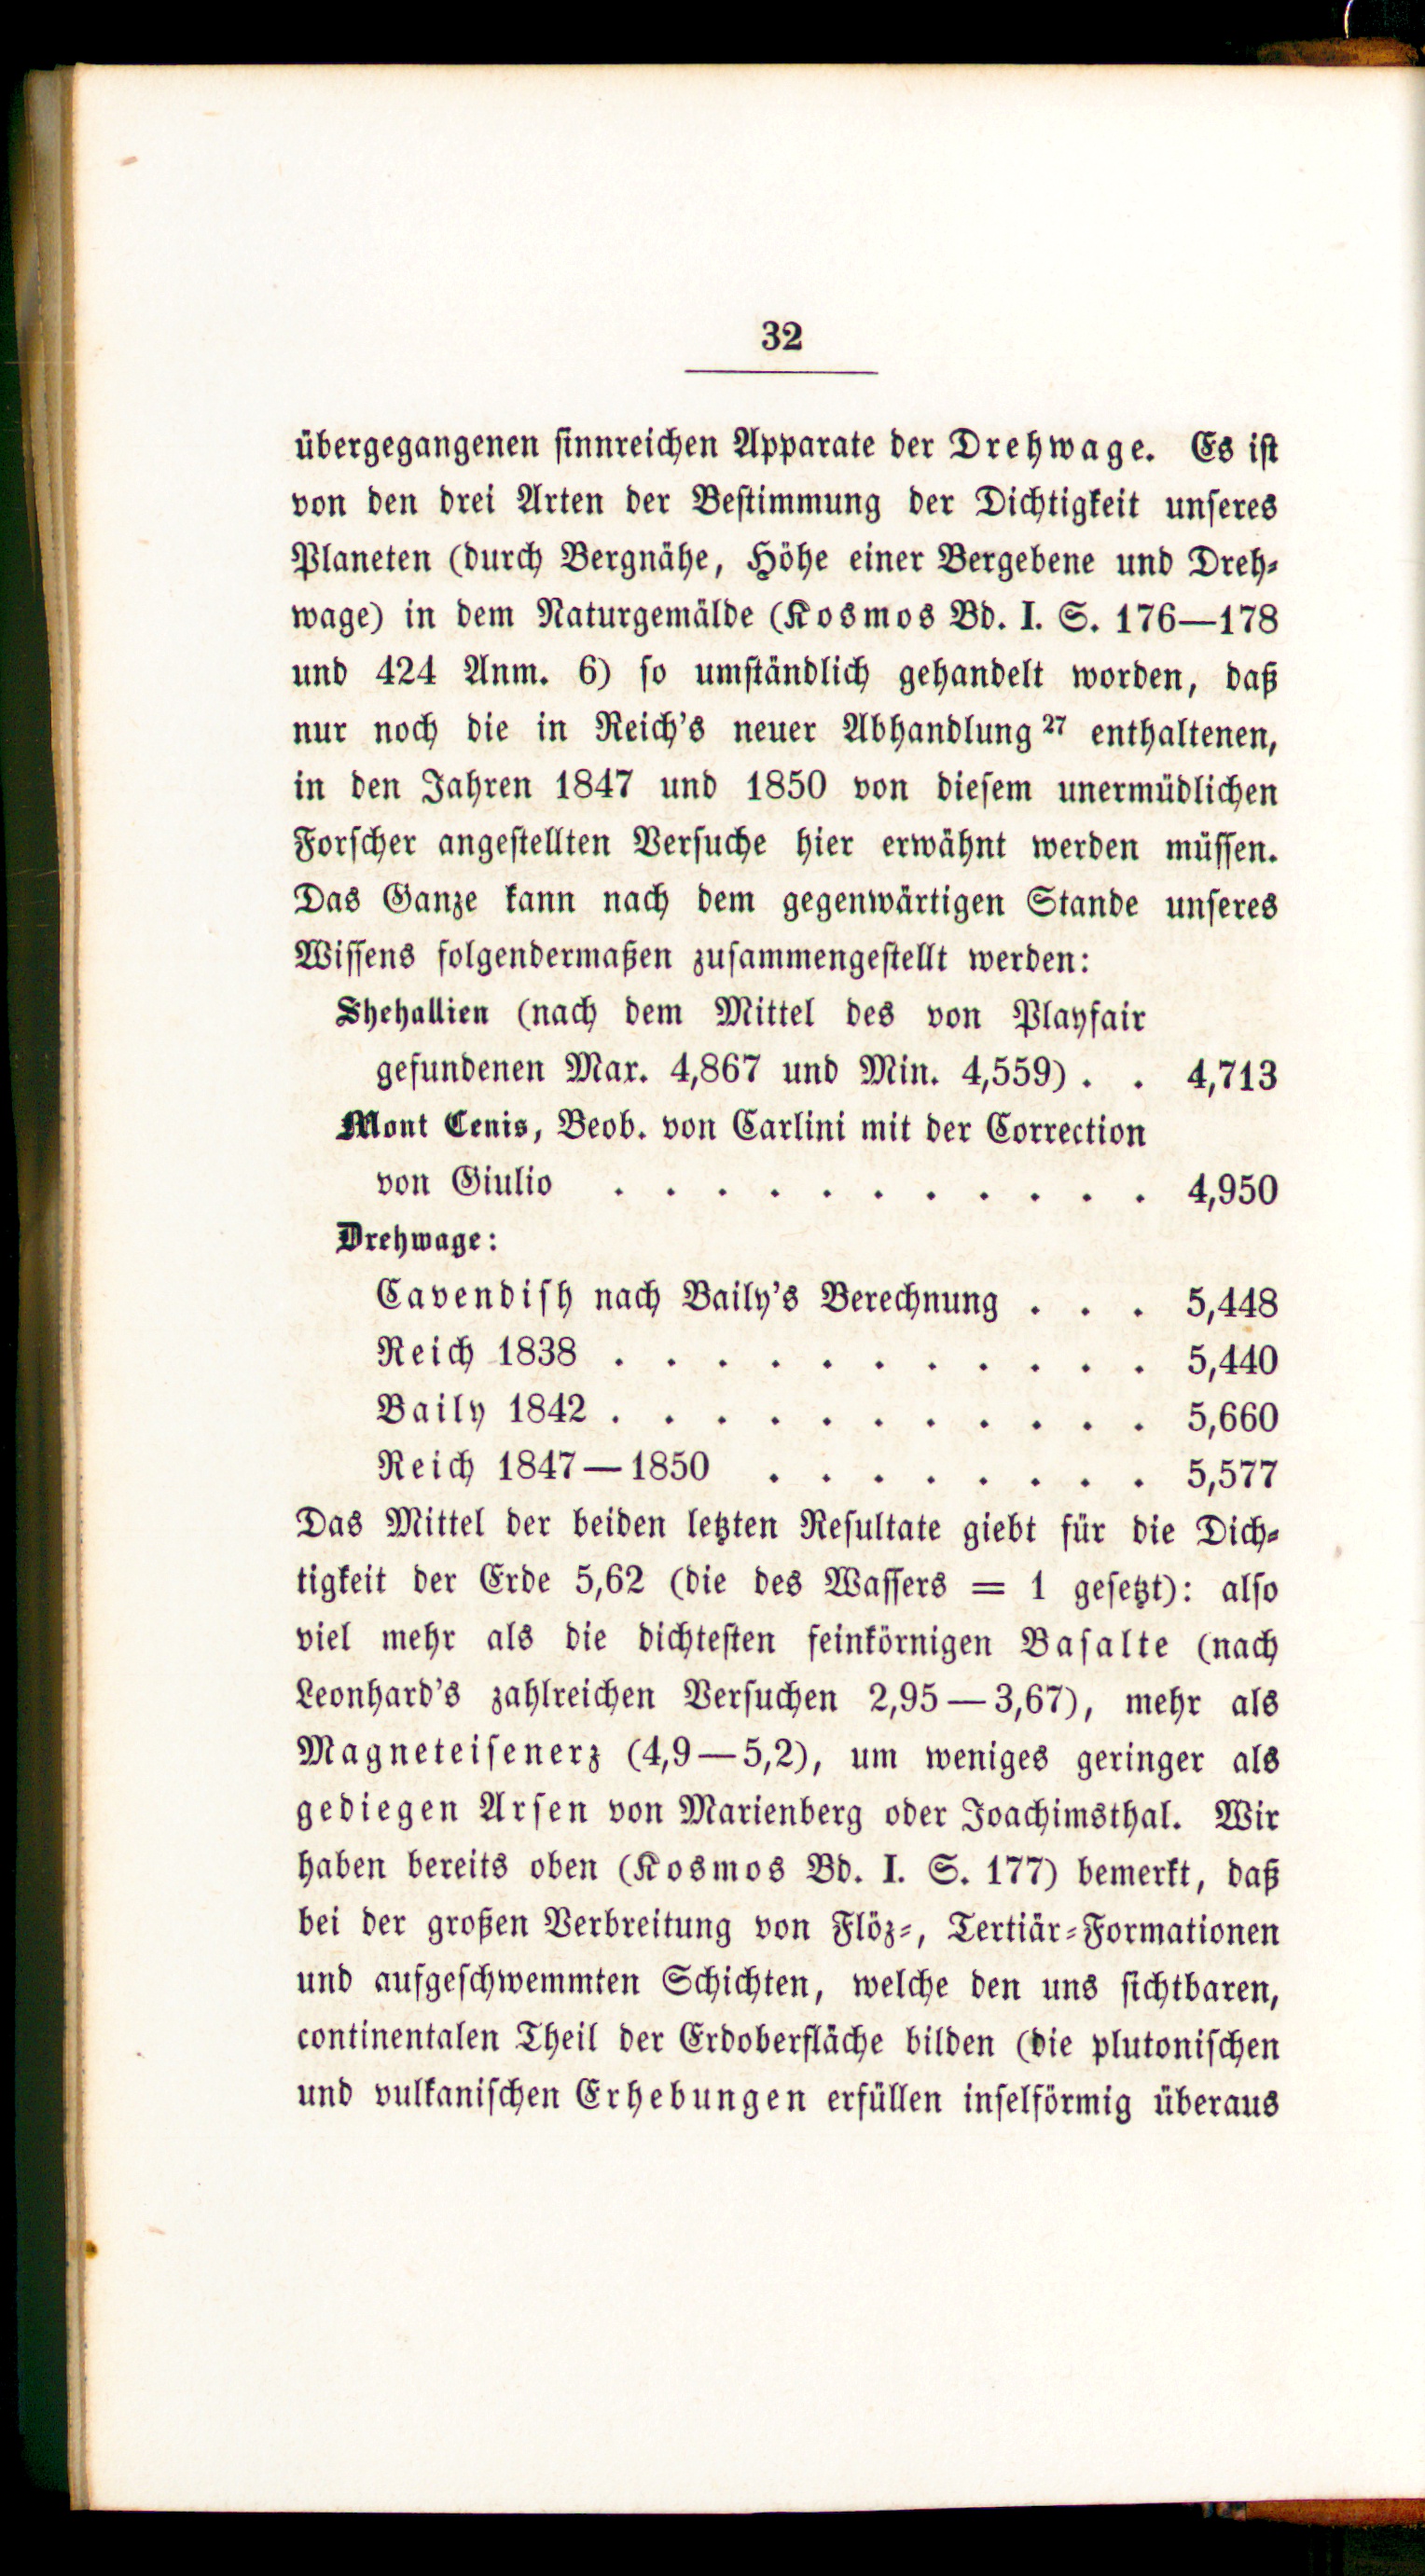 32
übergegangenen sinnreichen Apparate der Drehwage. Es ist
von den drei Arten der Bestimmung der Dichtigkeit unseres
Planeten (durch Bergnähe, Höhe einer Bergebene und Dreh-
wage) in dem Naturgemälde (Kosmos Bd. I. S. 176—178
und 424 Anm. 6) so umständlich gehandelt worden, daß
nur noch die in Reich's neuer Abhandlung 27 enthaltenen,
in den Jahren 1847 und 1850 von diesem unermüdlichen
Forscher angestellten Versuche hier erwähnt werden müssen.
Das Ganze kann nach dem gegenwärtigen Stande unseres
Wissens folgendermaßen zusammengestellt werden:
Shehallien (nach dem Mittel des von Playfair
gefundenen Max. 4,867 und Min. 4,559) . . 4,713
Mont Cenis, Beob. von Carlini mit der Correction
von Giulio . . . . . . . . . . . 4,950
Drehwage:
Cavendish nach Baily's Berechnung . . . 5,448
Reich 1838 . . . . . . . . . . . 5,440
Baily 1842 . . . . . . . . . . . 5,660
Reich 1847—1850 . . . . . . . . 5,577
Das Mittel der beiden letzten Resultate giebt für die Dich-
tigkeit der Erde 5,62 (die des Wassers = 1 gesetzt): also
viel mehr als die dichtesten feinkörnigen Basalte (nach
Leonhard's zahlreichen Versuchen 2,95—3,67), mehr als
Magneteisenerz (4,9—5,2), um weniges geringer als
gediegen Arsen von Marienberg oder Joachimsthal. Wir
haben bereits oben (Kosmos Bd. I. S. 177) bemerkt, daß
bei der großen Verbreitung von Flöz-, Tertiär-Formationen
und aufgeschwemmten Schichten, welche den uns sichtbaren,
continentalen Theil der Erdoberfläche bilden (die plutonischen
und vulkanischen Erhebungen erfüllen inselförmig überaus